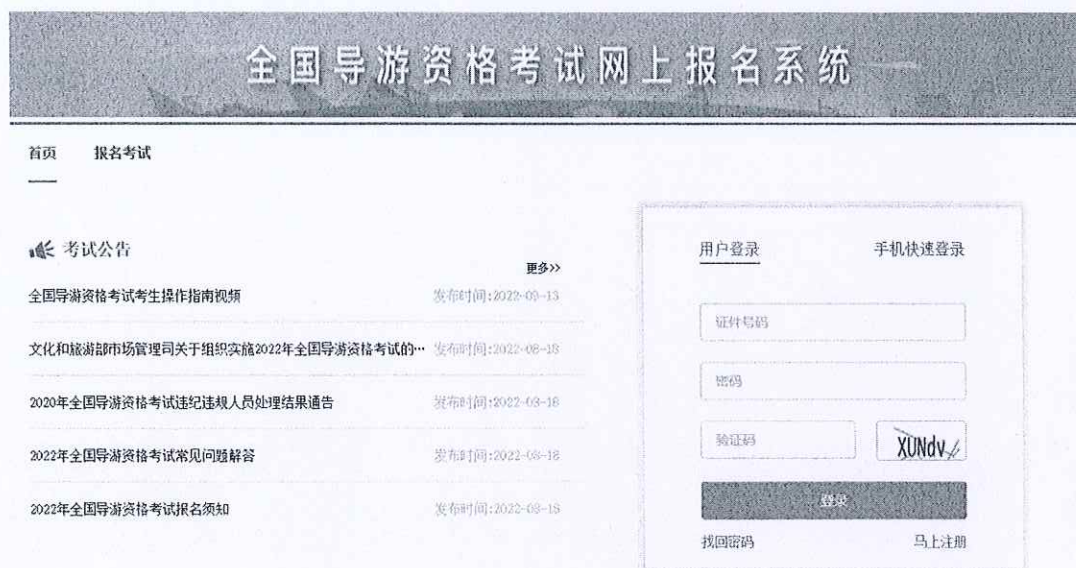 全国导游资格考试网上报名系统
首页 报名考试
考试公告
更多>>
全国导游资格考试考生操作指南视频 发布时间:2022-09-13
文化和旅游部市场管理司关于组织实施2022年全国导游资格考试的… 发布时间:2022-08-18
2020年全国导游资格考试违纪违规人员处理结果通告 发布时间:2022-08-18
2022年全国导游资格考试常见问题解答 发布时间:2022-08-18
2022年全国导游资格考试报名须知 发布时间:2022-08-18
用户登录 手机快速登录
证件号码
密码
验证码 XUNdv
登录
找回密码 马上注册